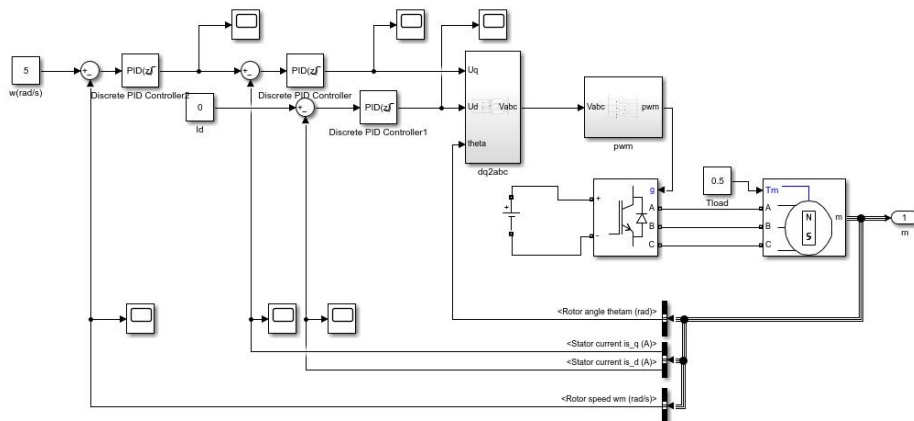 5
w(rad/s)
PID(z)
Discrete PID Controller2
PID(z)
Discrete PID Controller
0
Id
PID(z)
Discrete PID Controller1
Uq
Ud
theta
Vabc
dq2abc
Vabc
pwm
pwm
g
+
-
A
B
C
+
0.5
Tload
Tm
A
B
C
N
S
m
1
m
<Rotor angle thetam (rad)>
<Stator current is_q (A)>
<Stator current is_d (A)>
<Rotor speed wm (rad/s)>